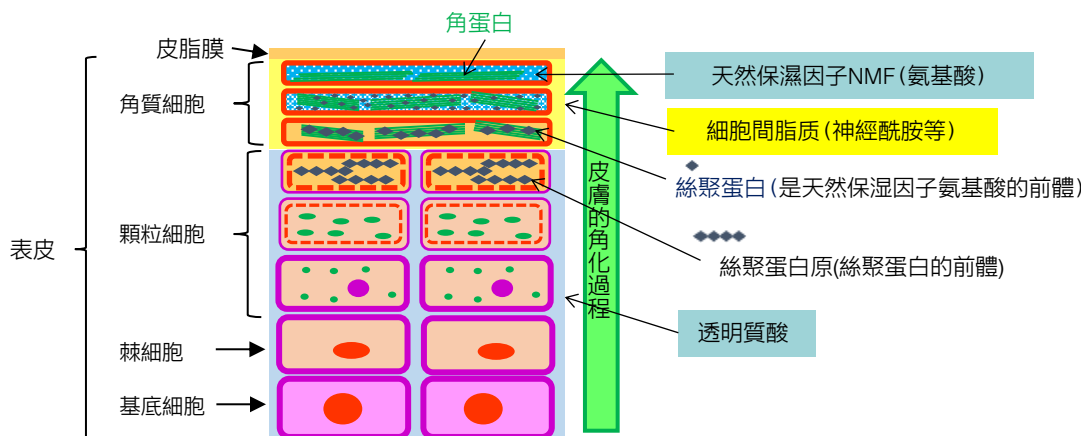 角蛋白
皮脂膜
天然保濕因子NMF(氨基酸)
角質細胞
細胞間脂质(神經酰胺等)
絲聚蛋白(是天然保湿因子氨基酸的前體)
皮膚的角化過程
表皮
顆粒細胞
絲聚蛋白原(絲聚蛋白的前體)
透明質酸
棘細胞
基底細胞